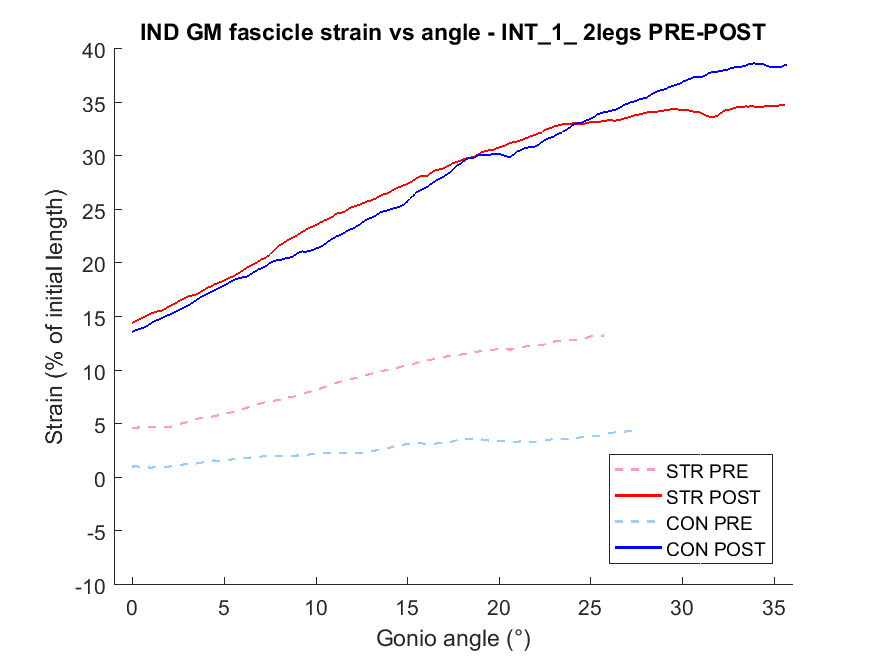 IND GM fascicle strain vs angle - INT_1_ 2legs PRE-POST
40
35
30
25
20
15
10
5
0
-5
-10
Strain (% of initial length)
STR PRE
STR POST
CON PRE
CON POST
0 5 10 15 20 25 30 35
Gonio angle (°)